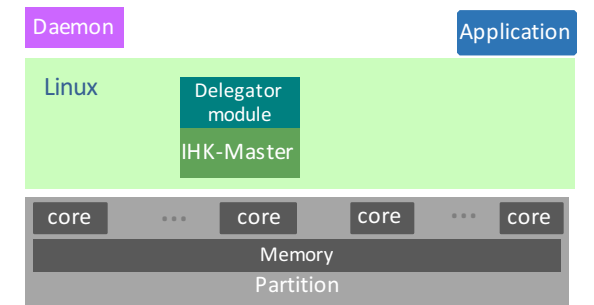 Daemon
Application
Linux
Delegator
module
IHK-Master
core ... core core ... core
Memory
Partition